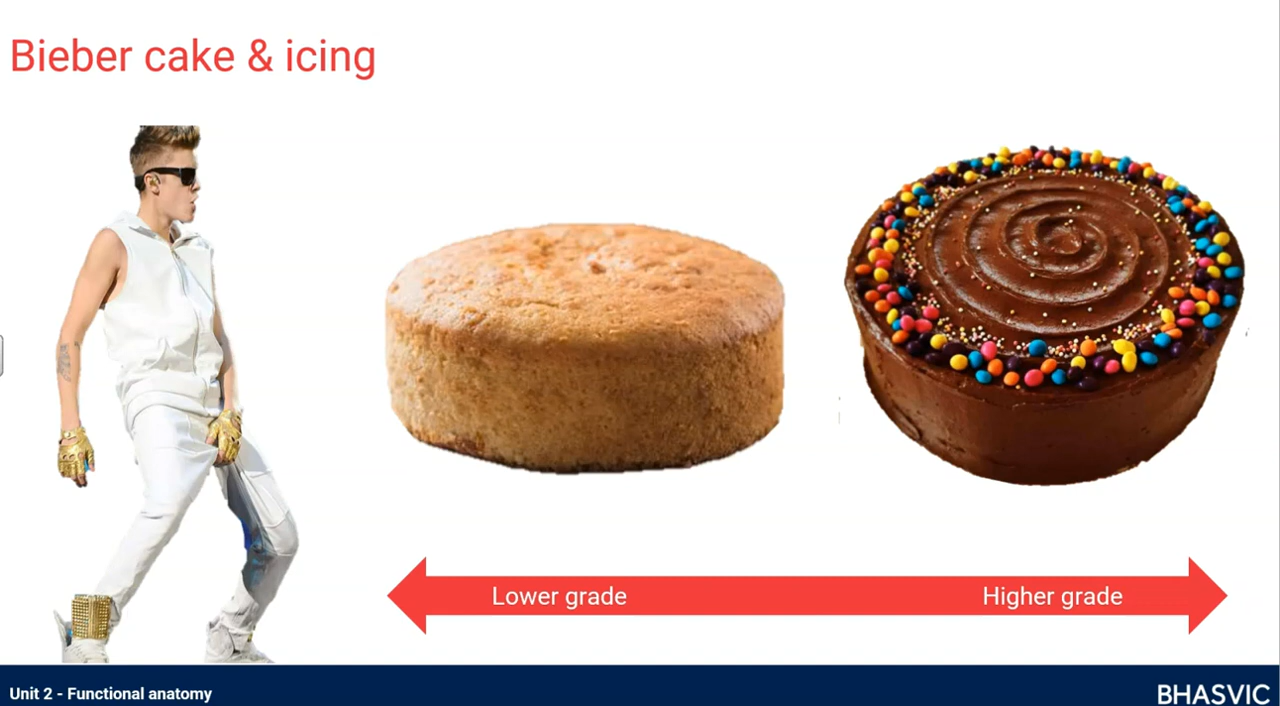 Bieber cake & icing
Lower grade
Higher grade
Unit 2 - Functional anatomy
BHASVIC